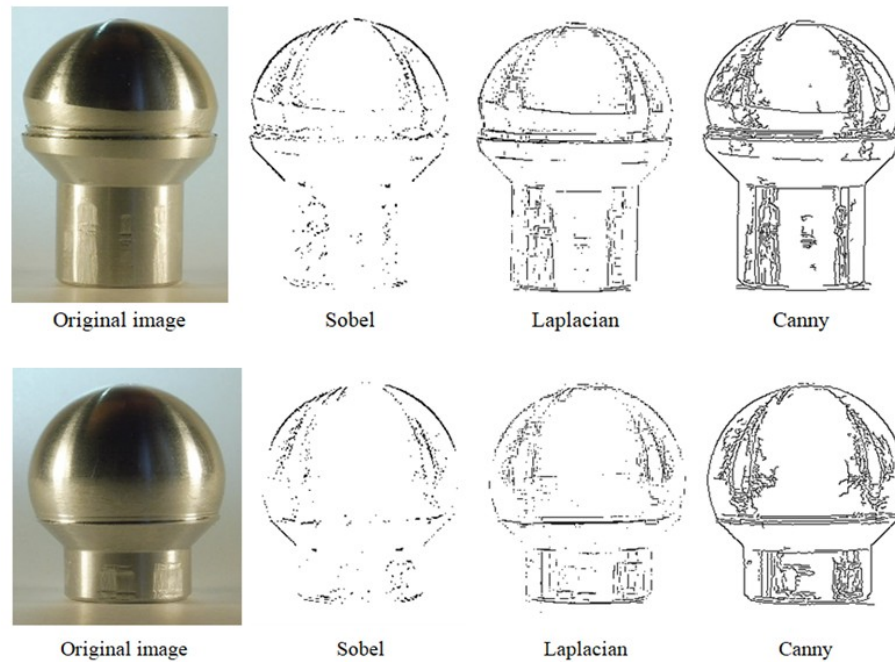 Original image
Sobel
Laplacian
Canny
Original image
Sobel
Laplacian
Canny